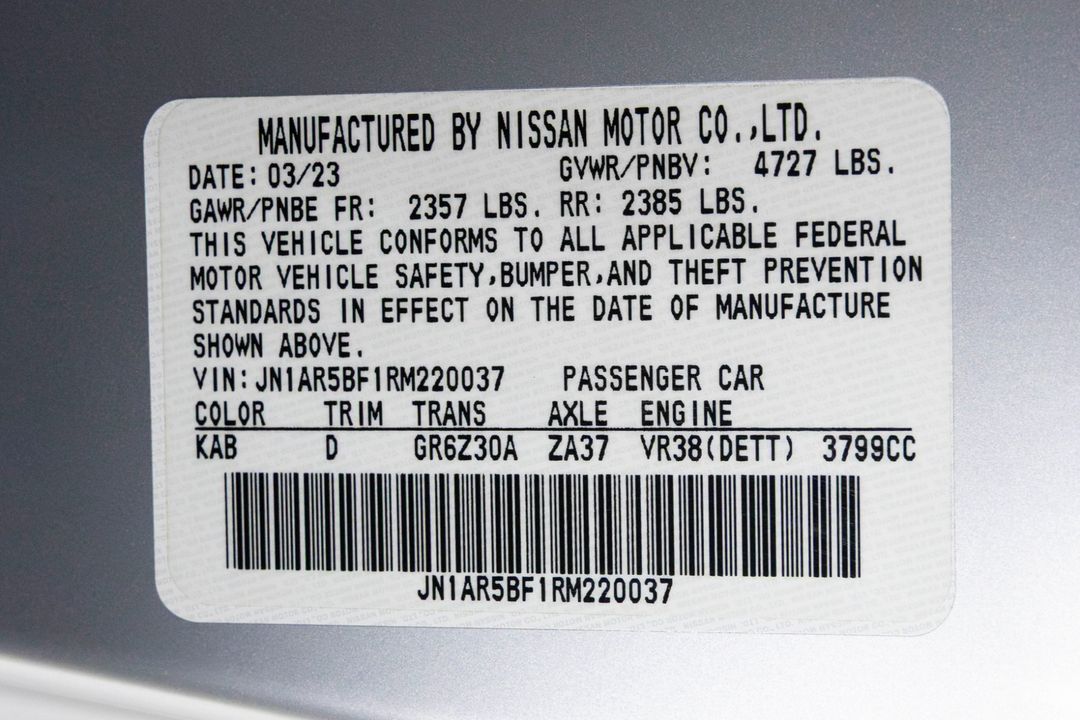 MANUFACTURED BY NISSAN MOTOR CO.,LTD.
DATE: 03/23 GVWR/PNBV: 4727 LBS.
GAWR/PNBE FR: 2357 LBS. RR: 2385 LBS.
THIS VEHICLE CONFORMS TO ALL APPLICABLE FEDERAL
MOTOR VEHICLE SAFETY,BUMPER,AND THEFT PREVENTION
STANDARDS IN EFFECT ON THE DATE OF MANUFACTURE
SHOWN ABOVE.
VIN:JN1AR5BF1RM220037 PASSENGER CAR
COLOR TRIM TRANS AXLE ENGINE
KAB D GR6Z30A ZA37 VR38(DETT) 3799CC
JN1AR5BF1RM220037